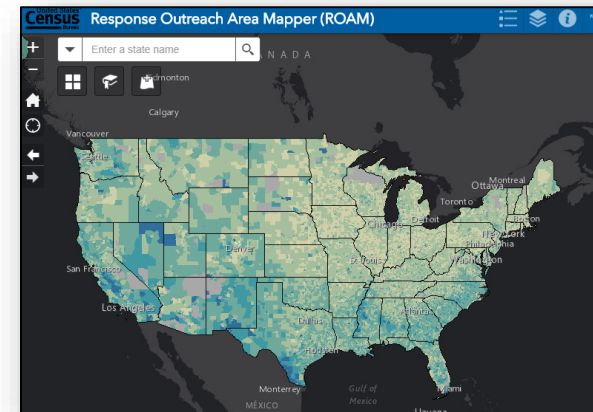 United States
Census
Bureau
Response Outreach Area Mapper (ROAM)
Enter a state name
CANADA
Edmonton
Calgary
Vancouver
Seattle
Montreal
Ottawa
Toronto
Boston
Chicago
Detroit
New York
Philadelphia
Denver
St Louis
Washington
San Francisco
Los Angeles
Atlanta
Dallas
Houston
Monterrey
Gulf of
Mexico
Miami
MÉXICO
Havana